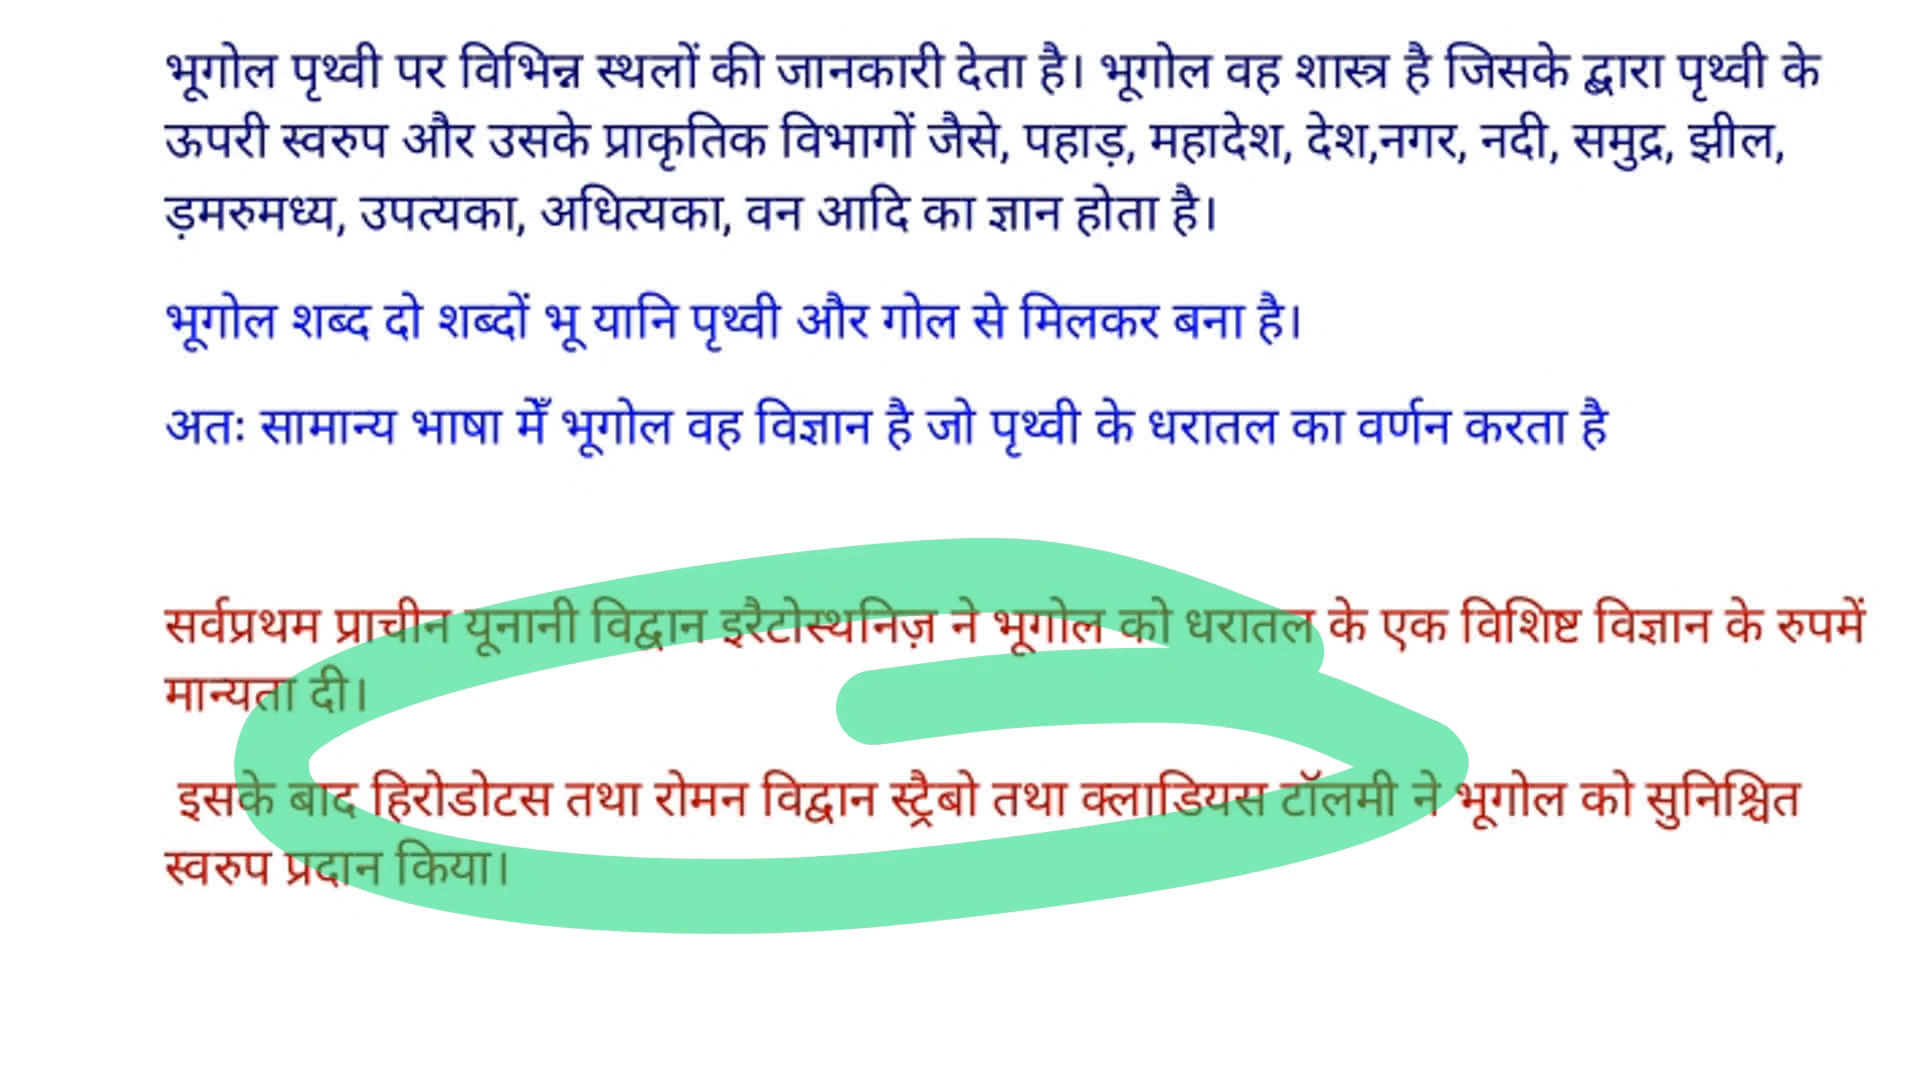 भूगोल पृथ्वी पर विभिन्न स्थलों की जानकारी देता है। भूगोल वह शास्त्र है जिसके द्वारा पृथ्वी के
ऊपरी स्वरुप और उसके प्राकृतिक विभागों जैसे, पहाड़, महादेश, देश,नगर, नदी, समुद्र, झील,
ड़मरुमध्य, उपत्यका, अधित्यका, वन आदि का ज्ञान होता है।
भूगोल शब्द दो शब्दों भू यानि पृथ्वी और गोल से मिलकर बना है।
अतः सामान्य भाषा मेँ भूगोल वह विज्ञान है जो पृथ्वी के धरातल का वर्णन करता है
सर्वप्रथम प्राचीन यूनानी विद्वान इरैटोस्थनिज़ ने भूगोल को धरातल के एक विशिष्ट विज्ञान के रुपमें
मान्यता दी।
इसके बाद हिरोडोटस तथा रोमन विद्वान स्ट्रैबो तथा क्लाडियस टॉलमी ने भूगोल को सुनिश्चित
स्वरुप प्रदान किया।